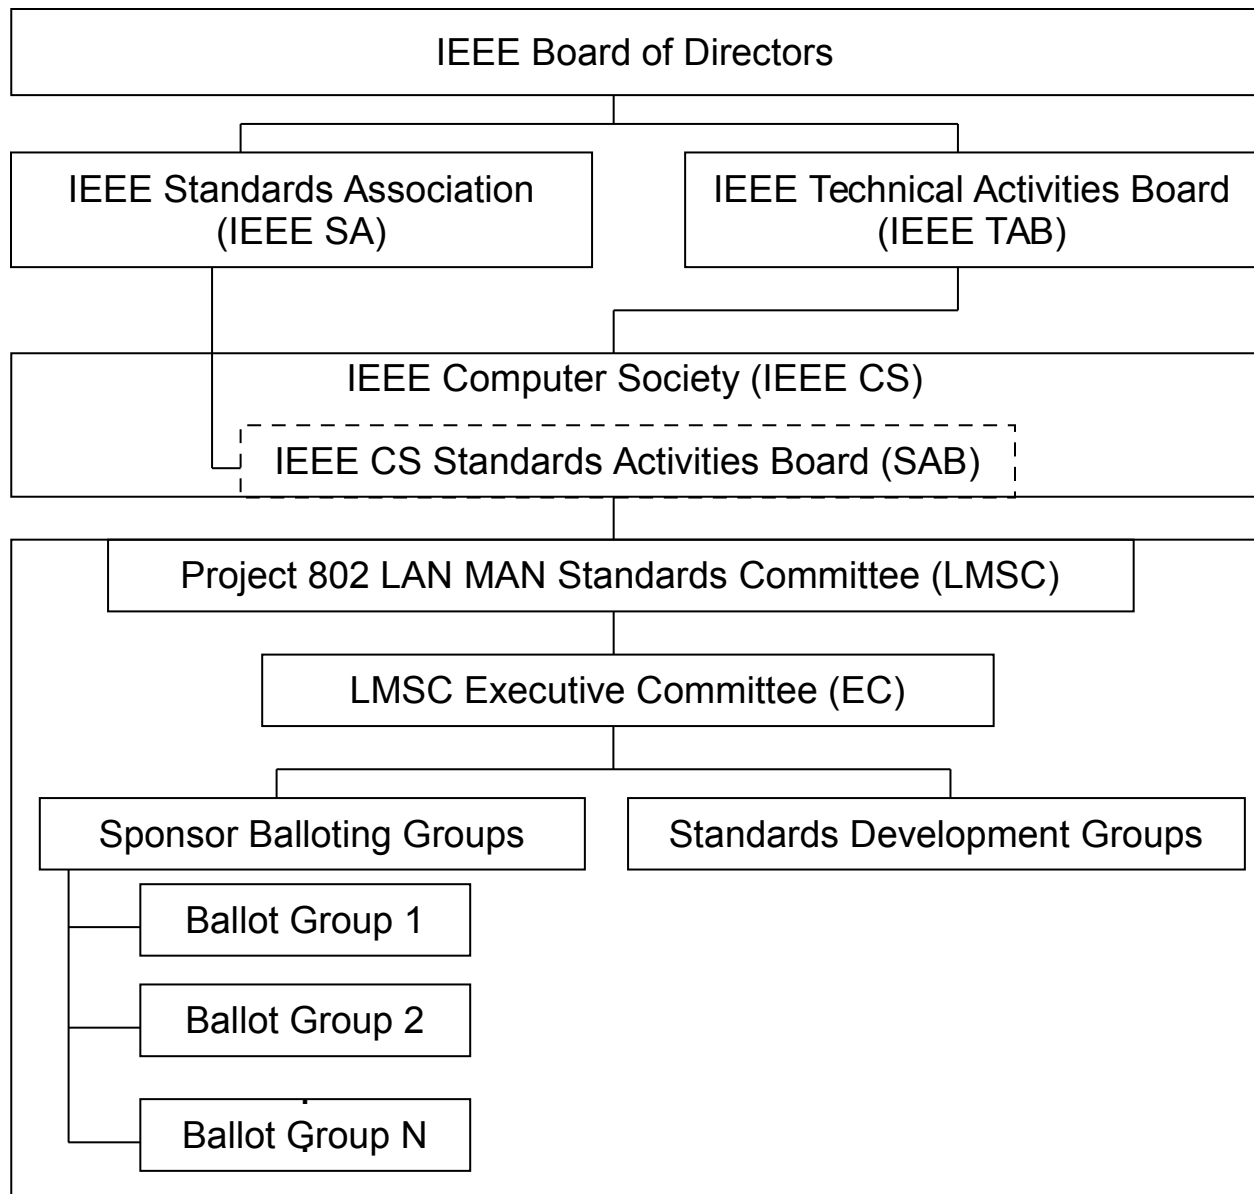 IEEE Board of Directors
IEEE Standards Association
(IEEE SA)
IEEE Technical Activities Board
(IEEE TAB)
IEEE Computer Society (IEEE CS)
IEEE CS Standards Activities Board (SAB)
Project 802 LAN MAN Standards Committee (LMSC)
LMSC Executive Committee (EC)
Sponsor Balloting Groups
Standards Development Groups
Ballot Group 1
Ballot Group 2
Ballot Group N